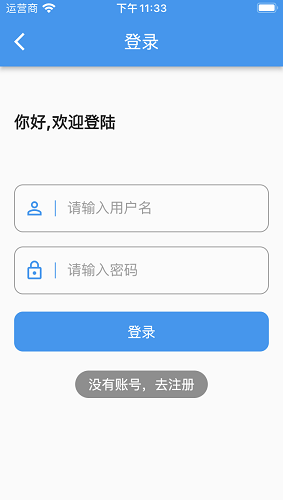 运营商 下午11:33
登录
你好,欢迎登陆
请输入用户名
请输入密码
登录
没有账号，去注册